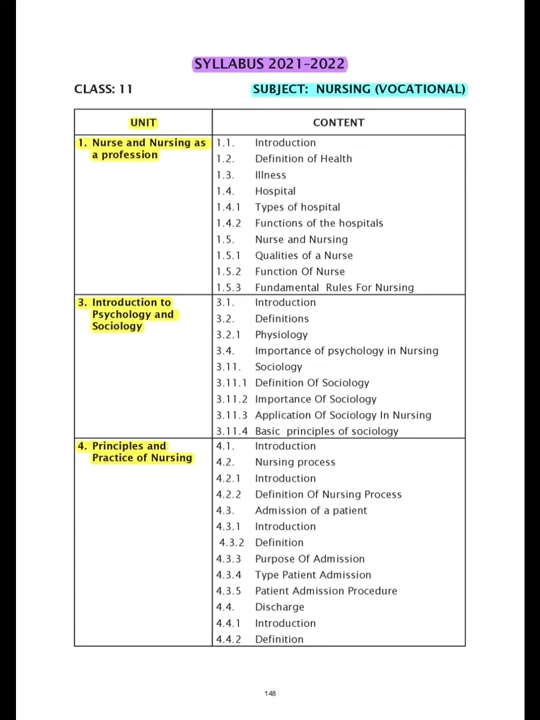 SYLLABUS 2021-2022
CLASS: 11 SUBJECT: NURSING (VOCATIONAL)
UNIT CONTENT
1. Nurse and Nursing as a profession
1.1. Introduction
1.2. Definition of Health
1.3. Illness
1.4. Hospital
1.4.1 Types of hospital
1.4.2 Functions of the hospitals
1.5. Nurse and Nursing
1.5.1 Qualities of a Nurse
1.5.2 Function Of Nurse
1.5.3 Fundamental Rules For Nursing
3. Introduction to Psychology and Sociology
3.1. Introduction
3.2. Definitions
3.2.1 Physiology
3.4. Importance of psychology in Nursing
3.11. Sociology
3.11.1 Definition Of Sociology
3.11.2 Importance Of Sociology
3.11.3 Application Of Sociology In Nursing
3.11.4 Basic principles of sociology
4. Principles and Practice of Nursing
4.1. Introduction
4.2. Nursing process
4.2.1 Introduction
4.2.2 Definition Of Nursing Process
4.3. Admission of a patient
4.3.1 Introduction
4.3.2 Definition
4.3.3 Purpose Of Admission
4.3.4 Type Patient Admission
4.3.5 Patient Admission Procedure
4.4. Discharge
4.4.1 Introduction
4.4.2 Definition
148